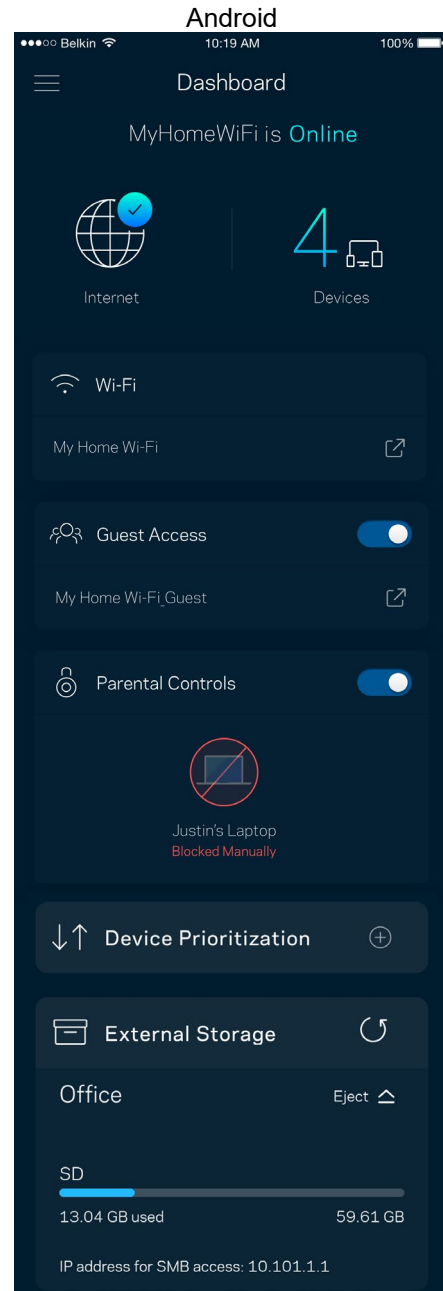 Android
Belkin 10:19 AM 100%
Dashboard
MyHomeWiFi is Online
4
Internet Devices
Wi-Fi
My Home Wi-Fi
Guest Access
My Home Wi-Fi_Guest
Parental Controls
Justin's Laptop
Blocked Manually
Device Prioritization
External Storage
Office Eject
SD
13.04 GB used 59.61 GB
IP address for SMB access: 10.101.1.1